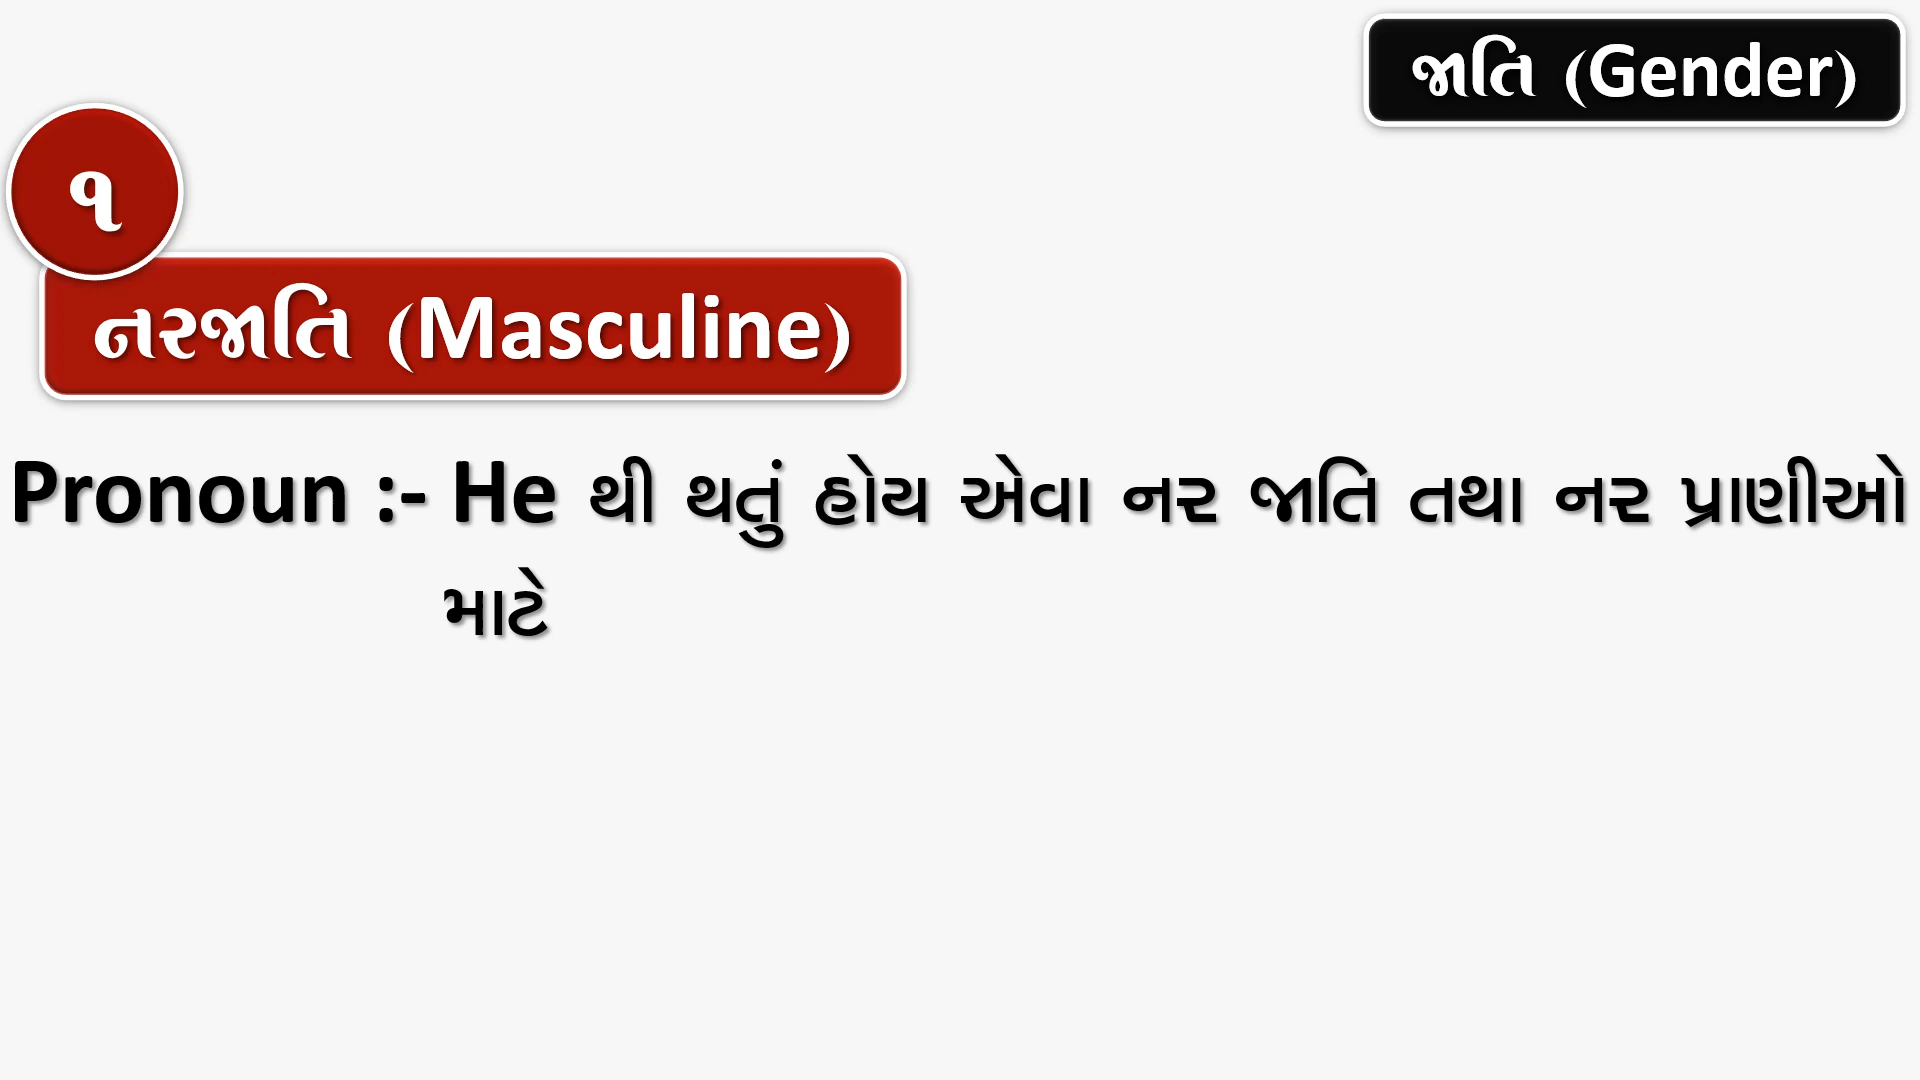 જાતિ (Gender)
૧
નરજાતિ (Masculine)
Pronoun :- He થી થતું હોય એવા નર જાતિ તથા નર પ્રાણીઓ
માટે